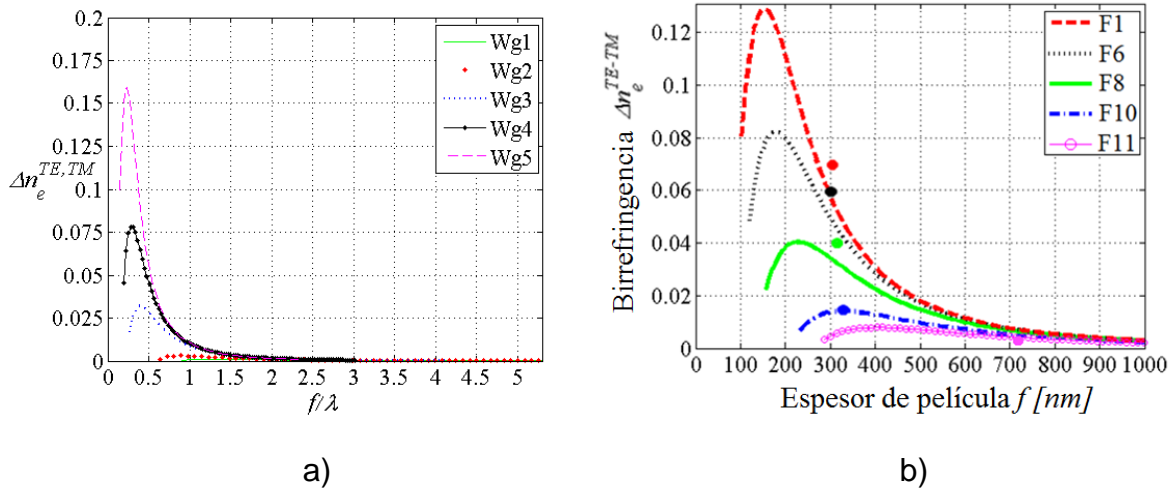 0.2
0.175
0.15
0.125
Δn_e^{TE,TM}
0.1
0.075
0.05
0.025
0
0 0.5 1 1.5 2 2.5 3 3.5 4 4.5 5
f/λ
Wg1
Wg2
Wg3
Wg4
Wg5
a)
Birrefringencia Δn_e^{TE-TM}
0.12
0.1
0.08
0.06
0.04
0.02
0
0 100 200 300 400 500 600 700 800 900 1000
Espesor de película f [nm]
F1
F6
F8
F10
F11
b)